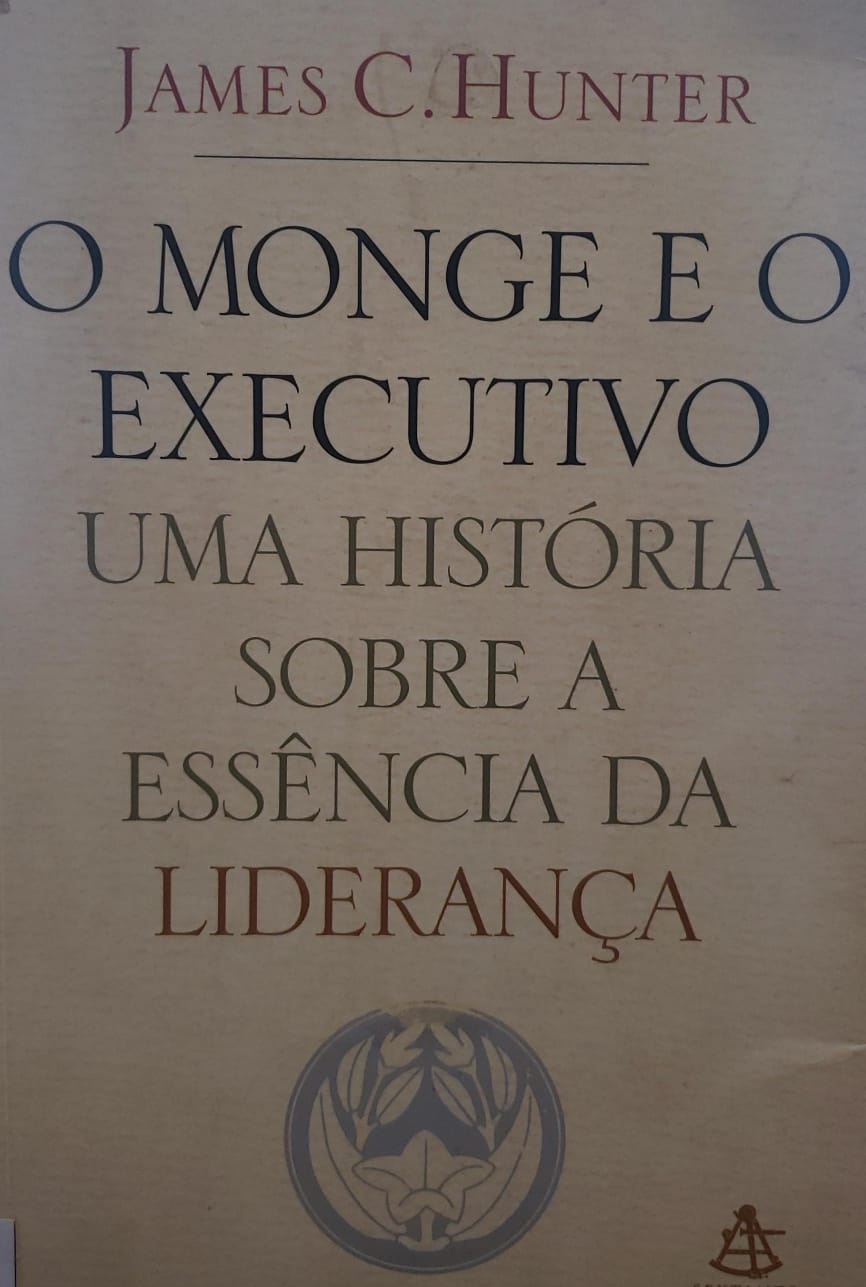 JAMES C. HUNTER
O MONGE E O
EXECUTIVO
UMA HISTÓRIA
SOBRE A
ESSÊNCIA DA
LIDERANÇA